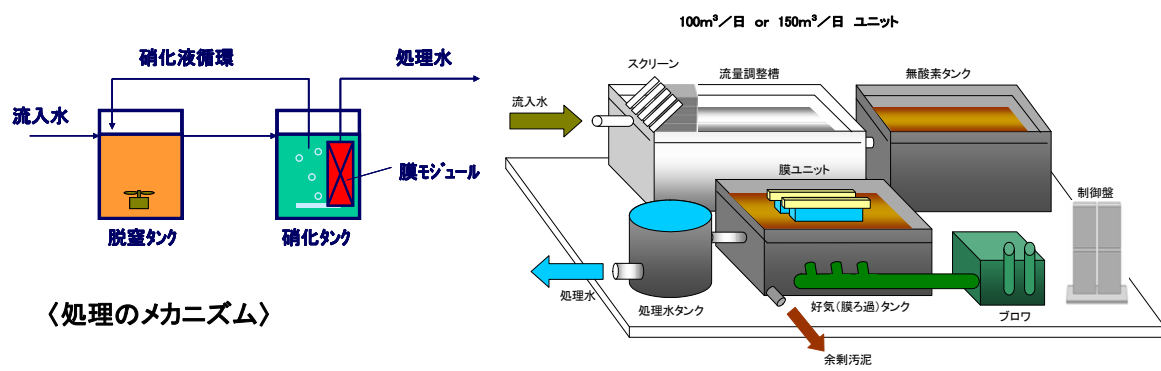 硝化液循環
処理水
流入水
膜モジュール
脱窒タンク
硝化タンク
〈処理のメカニズム〉
100m³／日 or 150m³／日 ユニット
スクリーン
流量調整槽
無酸素タンク
流入水
膜ユニット
制御盤
処理水
処理水タンク
好気(膜ろ過)タンク
ブロワ
余剰汚泥